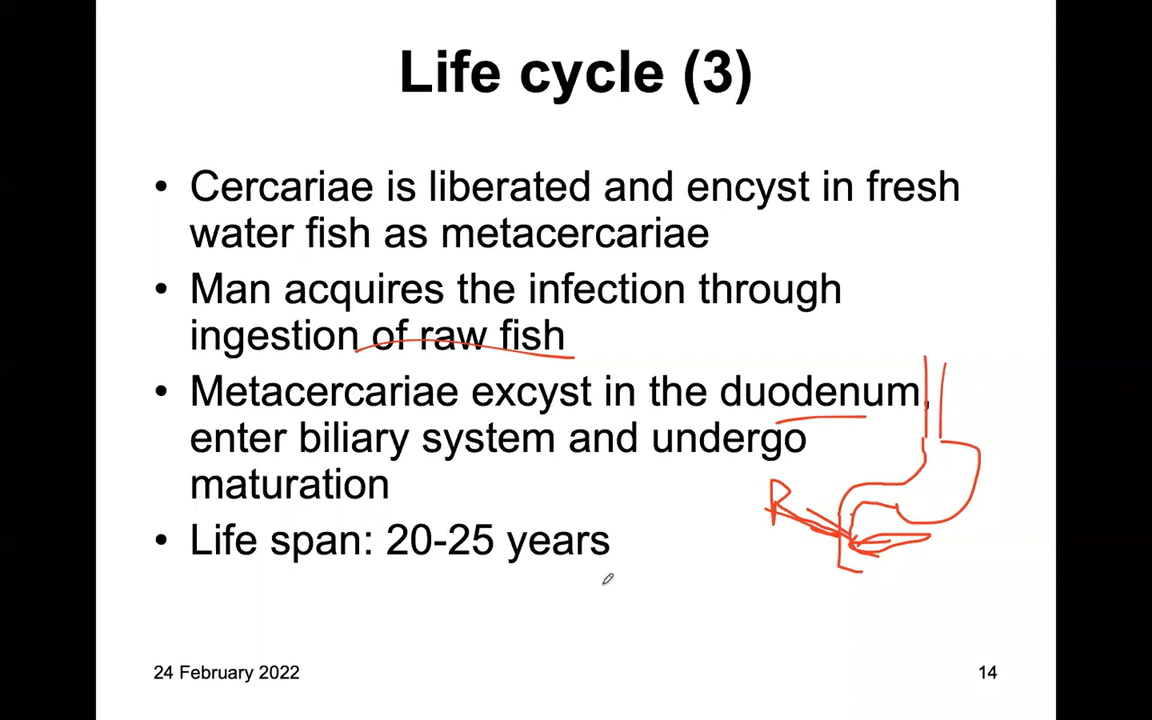 Life cycle (3)
• Cercariae is liberated and encyst in fresh
water fish as metacercariae
• Man acquires the infection through
ingestion of raw fish
• Metacercariae excyst in the duodenum,
enter biliary system and undergo
maturation
• Life span: 20-25 years
24 February 2022
14